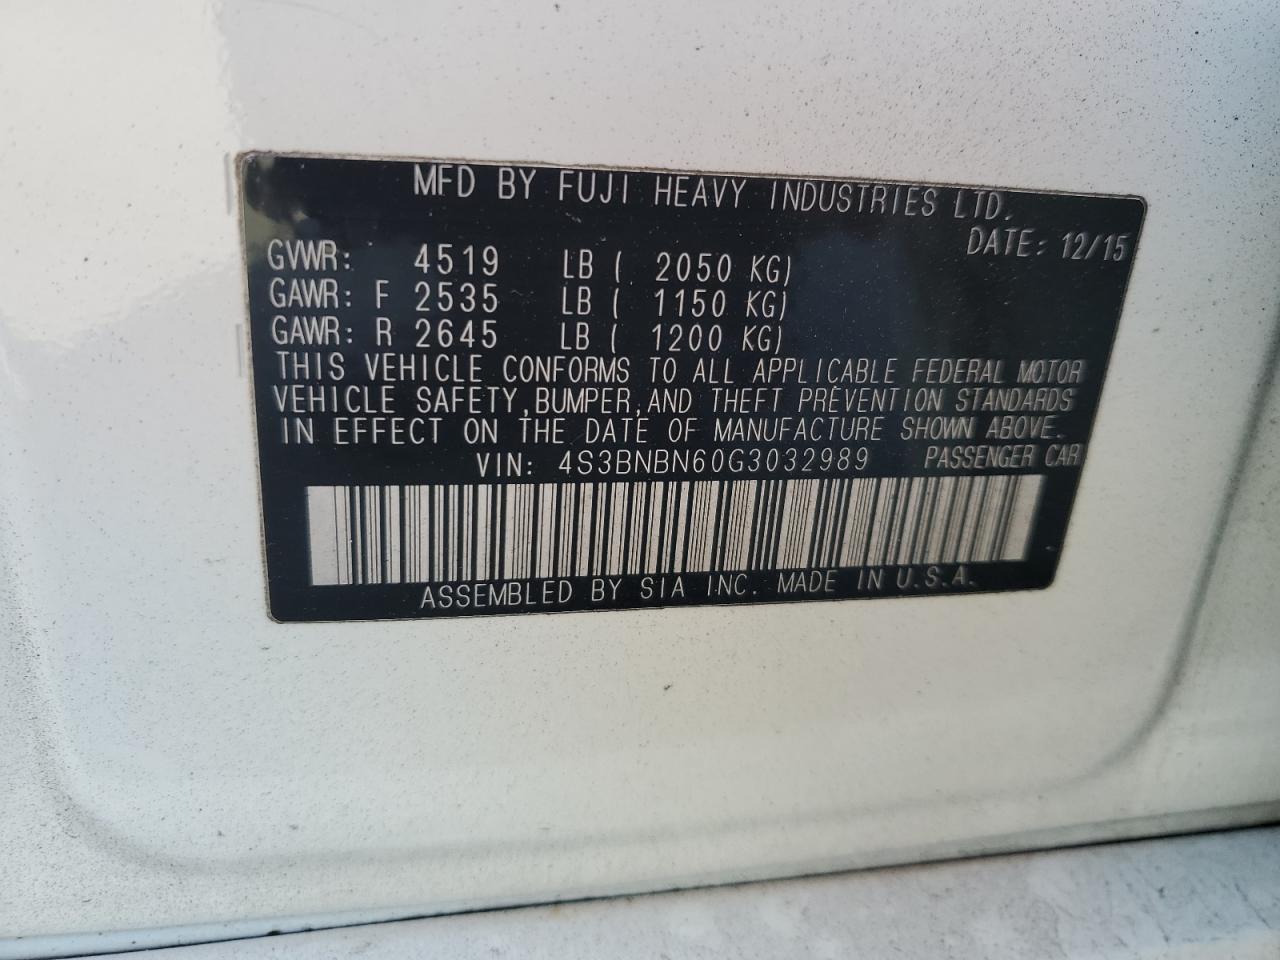 MFD BY FUJI HEAVY INDUSTRIES LTD.
DATE: 12/15
GVWR: 4519 LB ( 2050 KG)
GAWR: F 2535 LB ( 1150 KG)
GAWR: R 2645 LB ( 1200 KG)
THIS VEHICLE CONFORMS TO ALL APPLICABLE FEDERAL MOTOR
VEHICLE SAFETY, BUMPER, AND THEFT PREVENTION STANDARDS
IN EFFECT ON THE DATE OF MANUFACTURE SHOWN ABOVE.
VIN: 4S3BNBN60G3032989 PASSENGER CAR
ASSEMBLED BY SIA INC. MADE IN U.S.A.